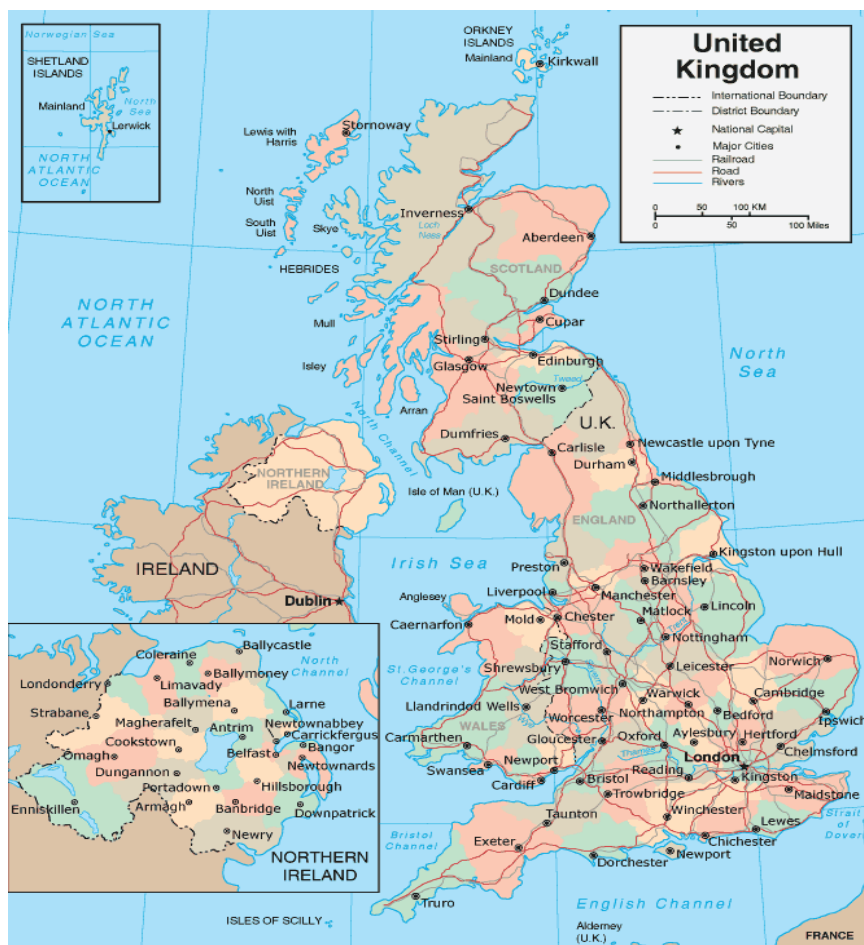 Norwegian Sea
SHETLAND
ISLANDS
Mainland
North
Sea
Lerwick
NORTH
ATLANTIC
OCEAN
ORKNEY
ISLANDS
Mainland
Kirkwall
United
Kingdom
International Boundary
District Boundary
National Capital
Major Cities
Railroad
Road
Rivers
0 50 100 KM
0 50 100 Miles
Lewis with
Harris
Stornoway
North
Uist
South
Uist
Skye
HEBRIDES
Inverness
Loch
Ness
Aberdeen
SCOTLAND
NORTH
ATLANTIC
OCEAN
Mull
Dundee
Cupar
Stirling
Isley
Glasgow
Edinburgh
North
Sea
Tweed
Newtown
Saint Boswells
Arran
North Channel
U.K.
Dumfries
Carlisle
Newcastle upon Tyne
Durham
Middlesbrough
NORTHERN
IRELAND
Isle of Man (U.K.)
Northallerton
ENGLAND
Irish Sea
IRELAND
Preston
Kingston upon Hull
Wakefield
Barnsley
Dublin
Anglesey
Liverpool
Manchester
Lincoln
Caernarfon
Mold
Chester
Matlock
Trent
Nottingham
Stafford
St.George's
Channel
Shrewsbury
Leicester
Norwich
Severn
West Bromwich
Llandrindod Wells
Warwick
Cambridge
Worcester
Northampton
Bedford
Ipswich
WALES
Wye
Carmarthen
Gloucester
Oxford
Aylesbury
Hertford
Chelmsford
Thames
London
Swansea
Newport
Reading
Kingston
Cardiff
Bristol
Trowbridge
Maidstone
Taunton
Winchester
Strait
of
Dover
Bristol
Channel
Exeter
Chichester
Lewes
Dorchester
Newport
Truro
ISLES OF SCILLY
English Channel
Alderney
(U.K.)
FRANCE
Ballycastle
Coleraine
North
Channel
Londonderry
Limavady
Ballymoney
Strabane
Ballymena
Larne
Magherafelt
Antrim
Newtownabbey
Carrickfergus
Cookstown
Belfast
Bangor
Omagh
Newtownards
Dungannon
Portadown
Hillsborough
Enniskillen
Armagh
Banbridge
Downpatrick
Newry
NORTHERN
IRELAND